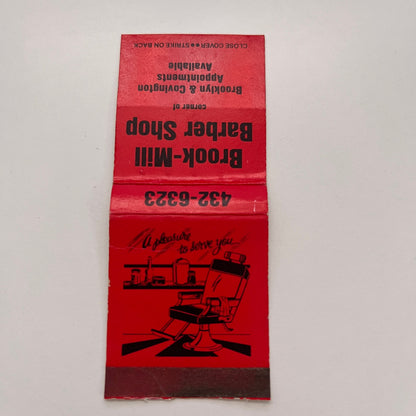 CLOSE COVER●●STRIKE ON BACK
Brook-Mill
Barber Shop
corner of
Brooklyn & Covington
Appointments
Available
432-6323
A pleasure
to serve you